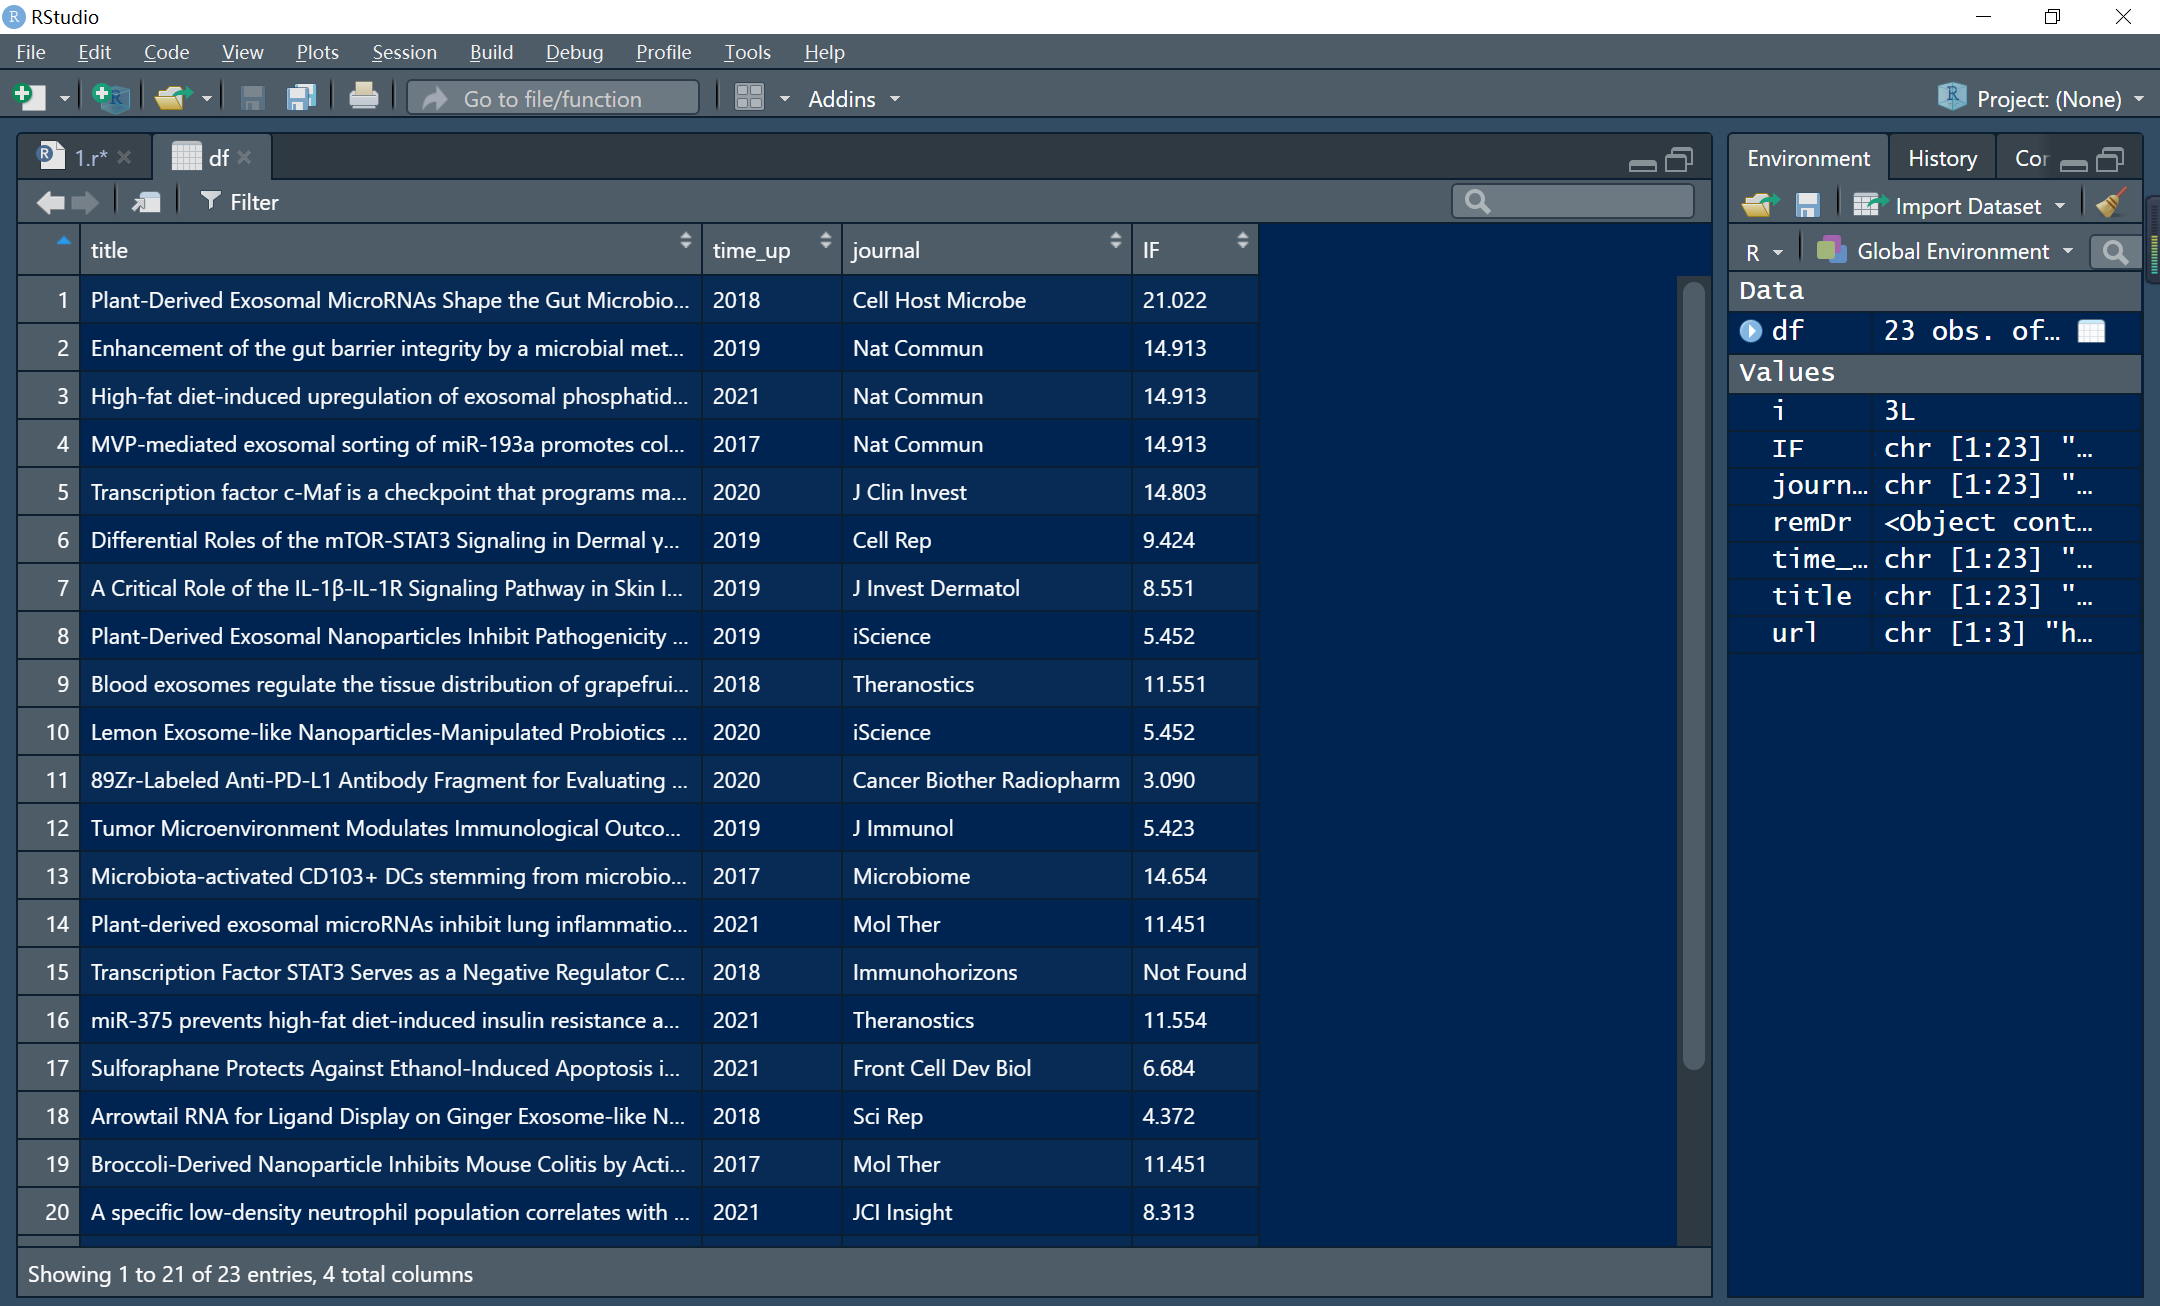 RStudio
File Edit Code View Plots Session Build Debug Profile Tools Help
Go to file/function Addins Project: (None)
1.r* df
Filter
title time_up journal IF
1 Plant-Derived Exosomal MicroRNAs Shape the Gut Microbio... 2018 Cell Host Microbe 21.022
2 Enhancement of the gut barrier integrity by a microbial met... 2019 Nat Commun 14.913
3 High-fat diet-induced upregulation of exosomal phosphatid... 2021 Nat Commun 14.913
4 MVP-mediated exosomal sorting of miR-193a promotes col... 2017 Nat Commun 14.913
5 Transcription factor c-Maf is a checkpoint that programs ma... 2020 J Clin Invest 14.803
6 Differential Roles of the mTOR-STAT3 Signaling in Dermal γ... 2019 Cell Rep 9.424
7 A Critical Role of the IL-1β-IL-1R Signaling Pathway in Skin I... 2019 J Invest Dermatol 8.551
8 Plant-Derived Exosomal Nanoparticles Inhibit Pathogenicity ... 2019 iScience 5.452
9 Blood exosomes regulate the tissue distribution of grapefrui... 2018 Theranostics 11.551
10 Lemon Exosome-like Nanoparticles-Manipulated Probiotics ... 2020 iScience 5.452
11 89Zr-Labeled Anti-PD-L1 Antibody Fragment for Evaluating ... 2020 Cancer Biother Radiopharm 3.090
12 Tumor Microenvironment Modulates Immunological Outco... 2019 J Immunol 5.423
13 Microbiota-activated CD103+ DCs stemming from microbio... 2017 Microbiome 14.654
14 Plant-derived exosomal microRNAs inhibit lung inflammatio... 2021 Mol Ther 11.451
15 Transcription Factor STAT3 Serves as a Negative Regulator C... 2018 Immunohorizons Not Found
16 miR-375 prevents high-fat diet-induced insulin resistance a... 2021 Theranostics 11.554
17 Sulforaphane Protects Against Ethanol-Induced Apoptosis i... 2021 Front Cell Dev Biol 6.684
18 Arrowtail RNA for Ligand Display on Ginger Exosome-like N... 2018 Sci Rep 4.372
19 Broccoli-Derived Nanoparticle Inhibits Mouse Colitis by Acti... 2017 Mol Ther 11.451
20 A specific low-density neutrophil population correlates with ... 2021 JCI Insight 8.313
Showing 1 to 21 of 23 entries, 4 total columns
Environment History Cor
Import Dataset
R Global Environment
Data
df 23 obs. of…
Values
i 3L
IF chr [1:23] "…
journ… chr [1:23] "…
remDr <Object cont…
time_… chr [1:23] "…
title chr [1:23] "…
url chr [1:3] "h…